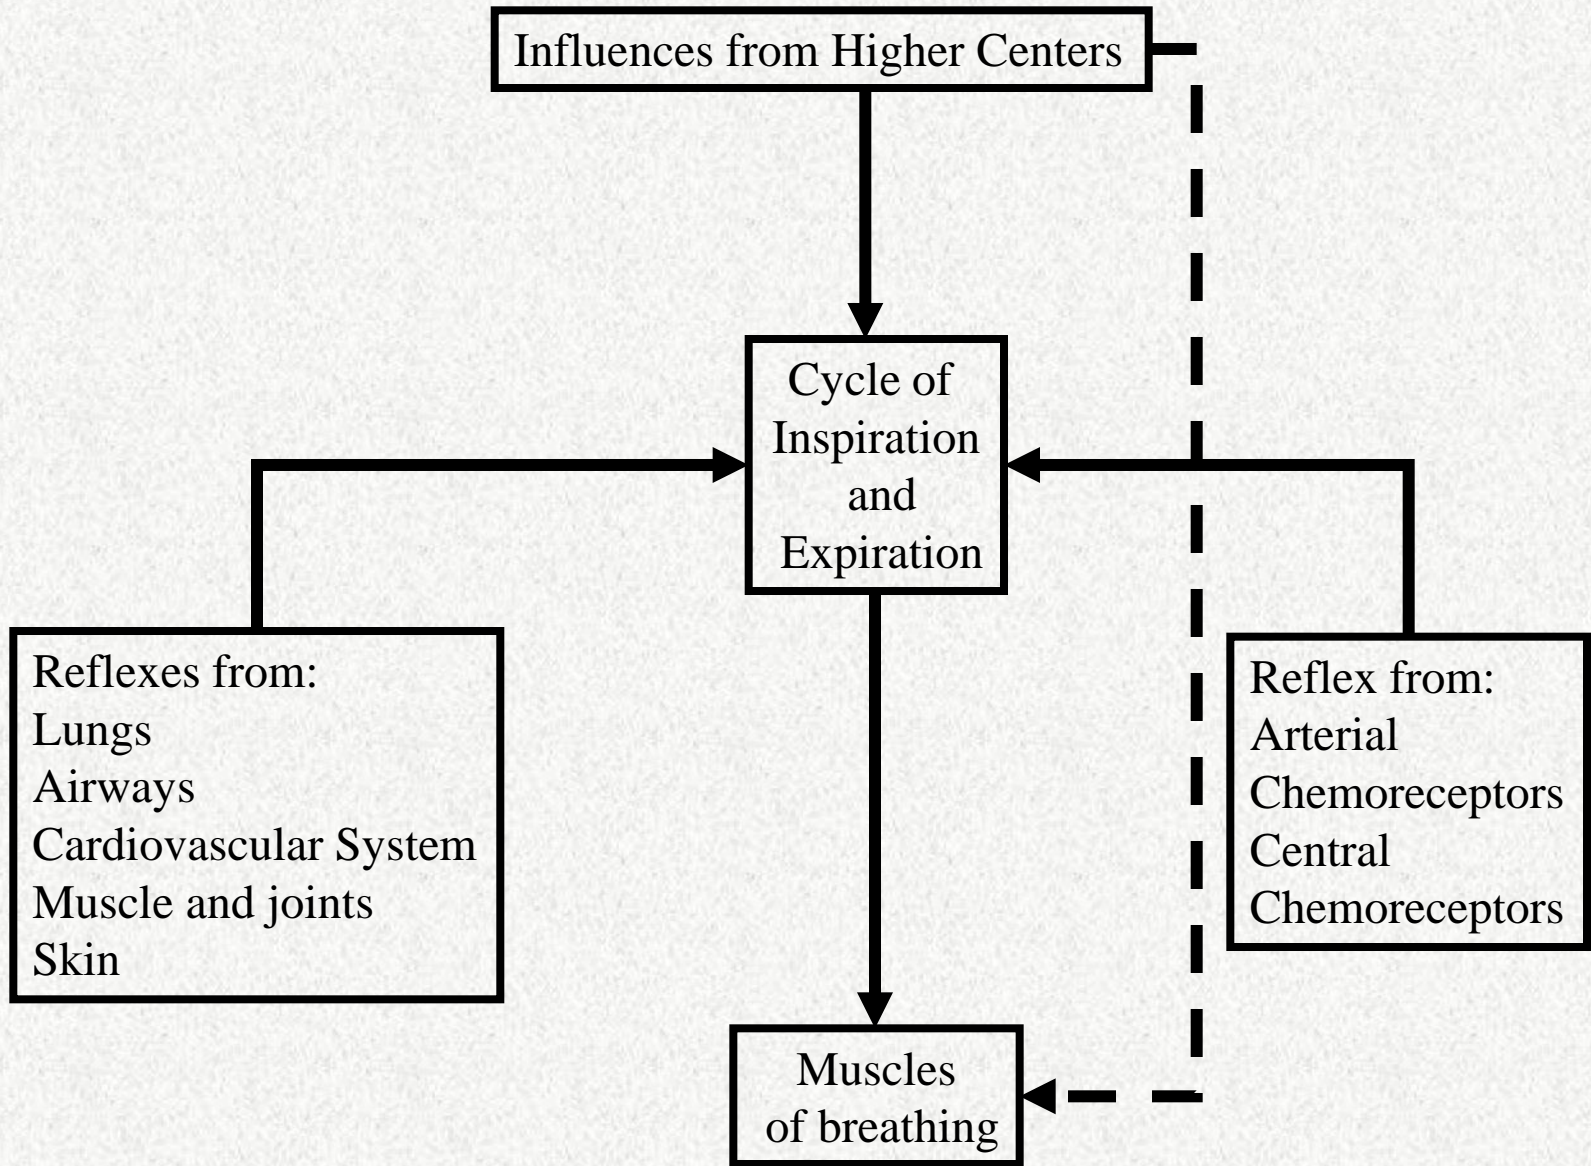 Influences from Higher Centers
Cycle of
Inspiration
and
Expiration
Reflexes from:
Lungs
Airways
Cardiovascular System
Muscle and joints
Skin
Reflex from:
Arterial
Chemoreceptors
Central
Chemoreceptors
Muscles
of breathing